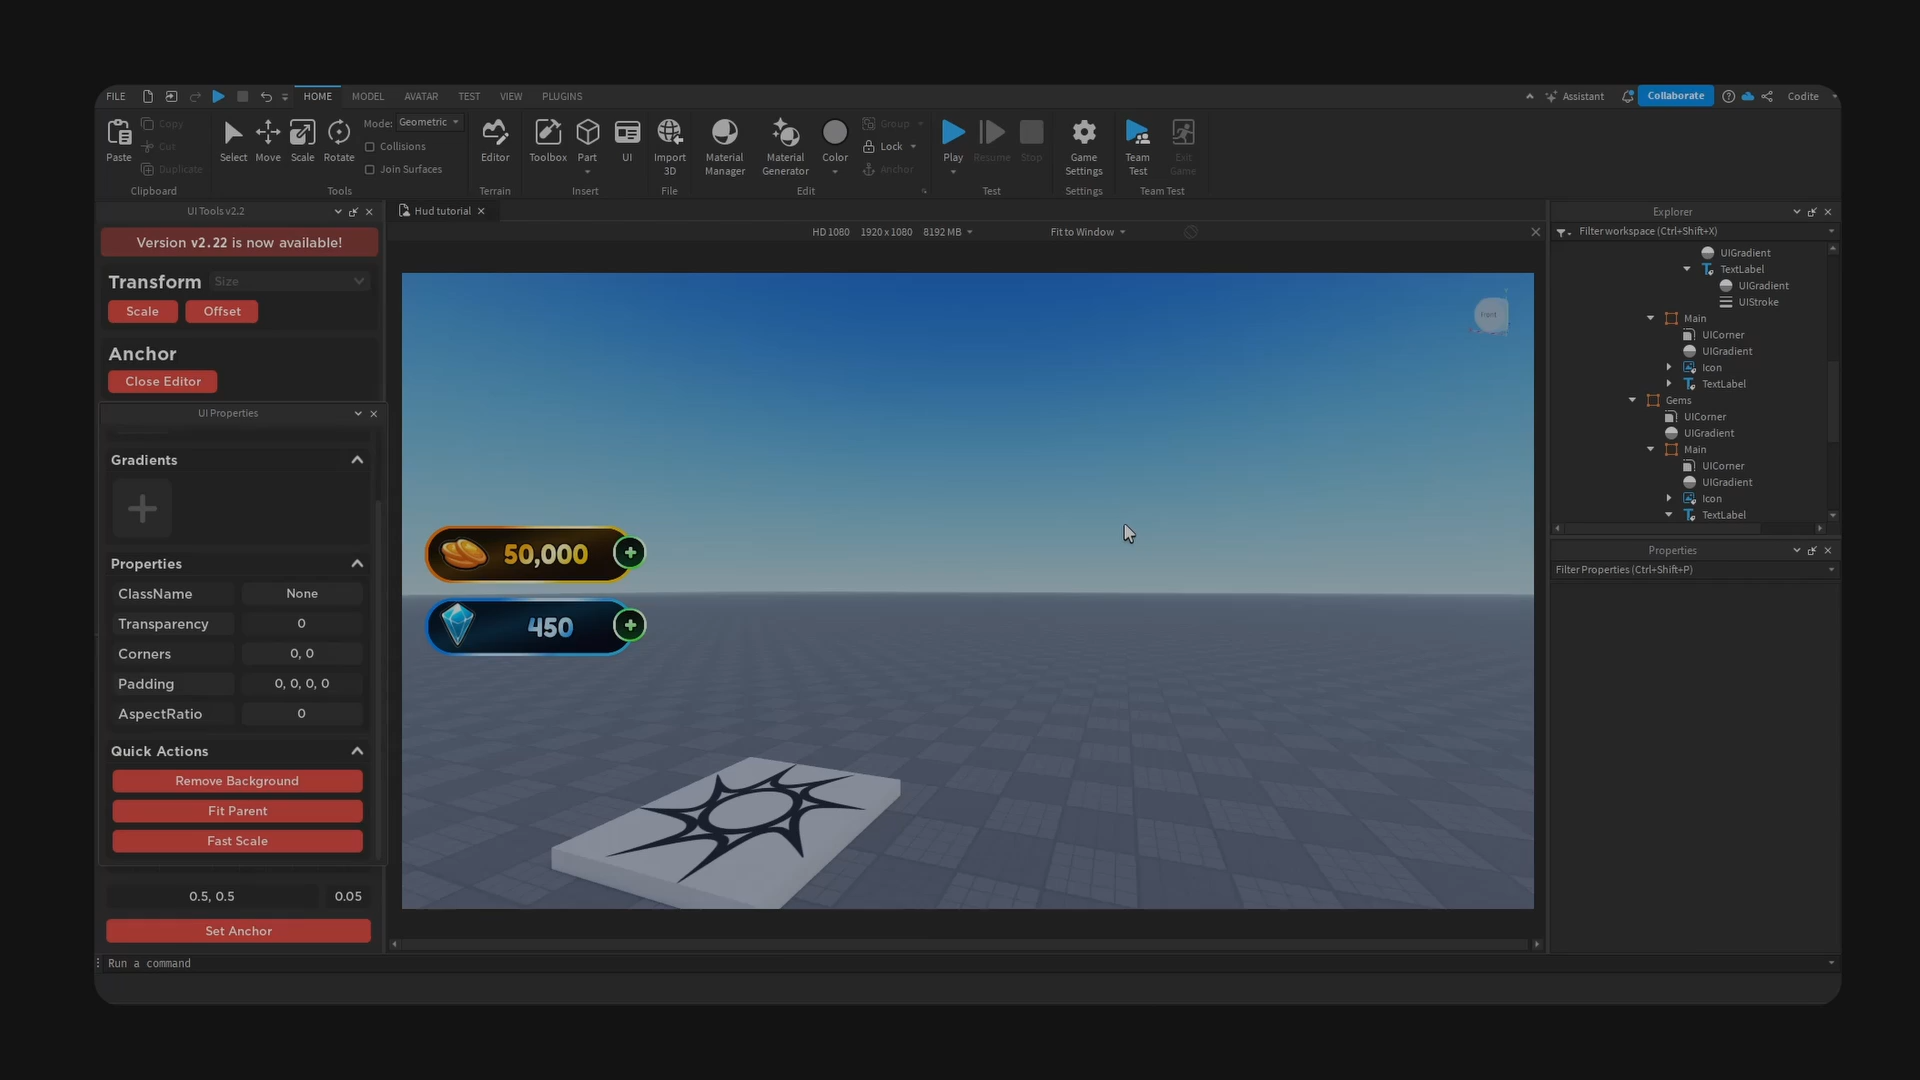 FILE
HOME
MODEL
AVATAR
TEST
VIEW
PLUGINS
Assistant
Collaborate
Codite
Paste
Copy
Cut
Duplicate
Clipboard
Select
Move
Scale
Rotate
Mode: Geometric
Collisions
Join Surfaces
Tools
Editor
Terrain
Toolbox
Part
UI
Insert
Import
3D
File
Material
Manager
Material
Generator
Color
Group
Lock
Anchor
Edit
Play
Resume
Stop
Test
Game
Settings
Settings
Team
Test
Exit
Game
Team Test
UI Tools v2.2
Version v2.22 is now available!
Transform
Size
Scale
Offset
Anchor
Close Editor
UI Properties
Gradients
Properties
ClassName None
Transparency 0
Corners 0, 0
Padding 0, 0, 0, 0
AspectRatio 0
Quick Actions
Remove Background
Fit Parent
Fast Scale
0.5, 0.5 0.05
Set Anchor
Run a command
Hud tutorial
HD 1080 1920 x 1080 8192 MB
Fit to Window
Front
50,000
+
450
+
Explorer
Filter workspace (Ctrl+Shift+X)
UIGradient
TextLabel
UIGradient
UIStroke
Main
UICorner
UIGradient
Icon
TextLabel
Gems
UICorner
UIGradient
Main
UICorner
UIGradient
Icon
TextLabel
Properties
Filter Properties (Ctrl+Shift+P)